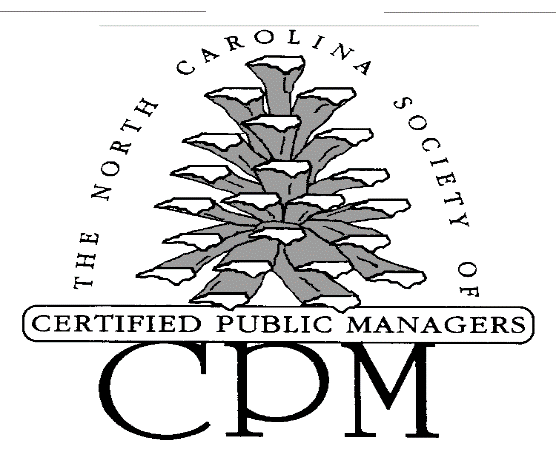 THE NORTH CAROLINA SOCIETY OF
CERTIFIED PUBLIC MANAGERS
CPM